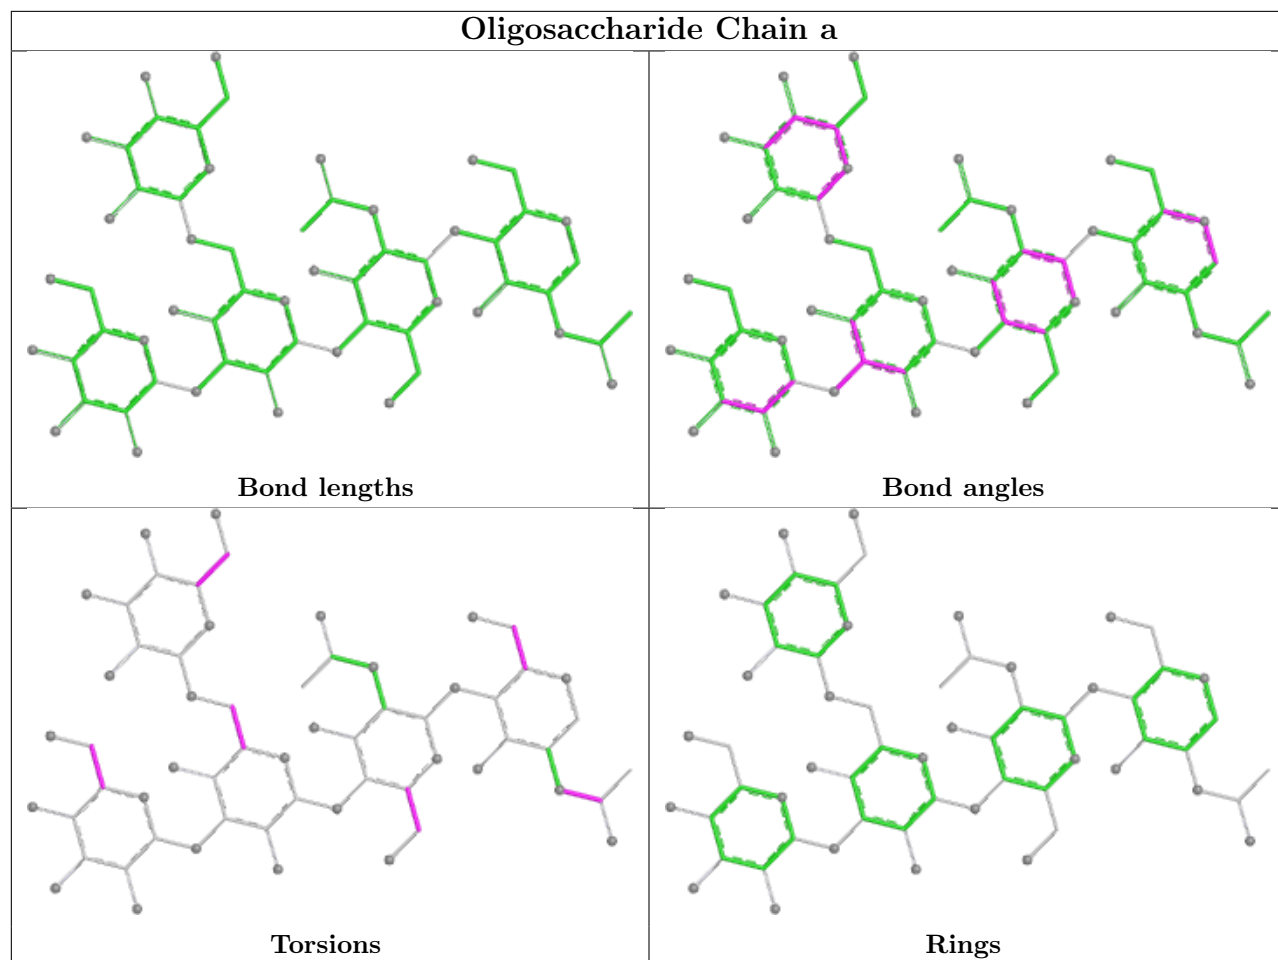 Oligosaccharide Chain a
Bond lengths
Bond angles
Torsions
Rings